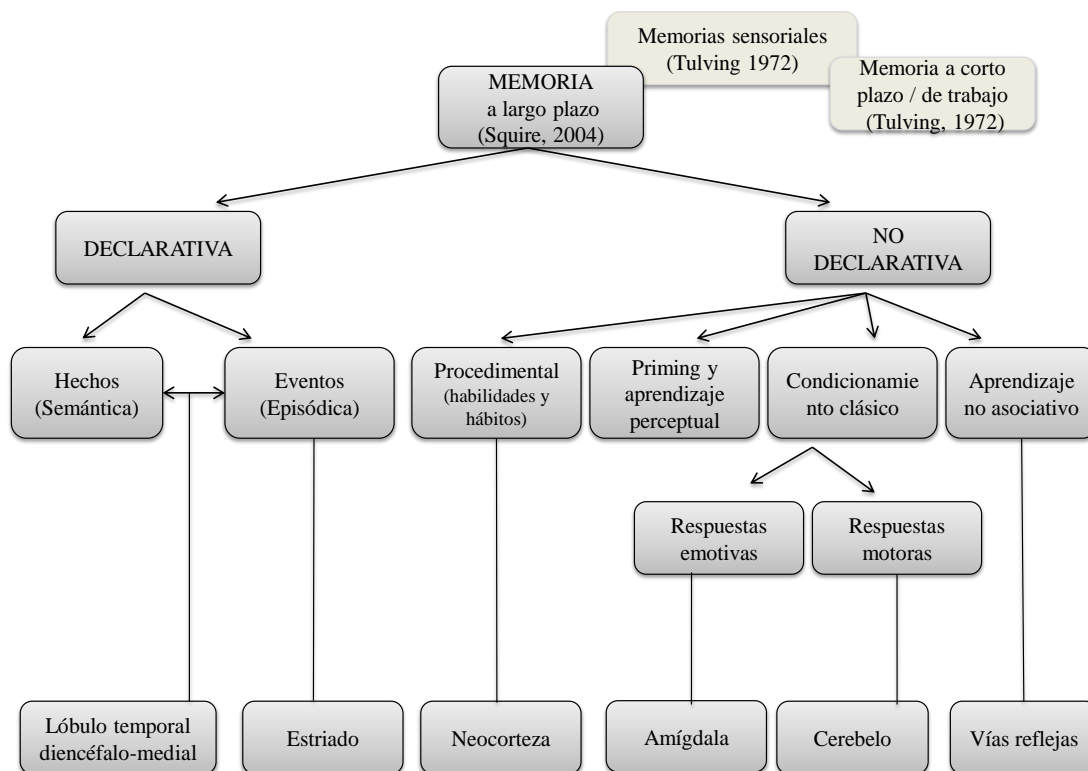 Memorias sensoriales
(Tulving 1972)
Memoria a corto
plazo / de trabajo
(Tulving, 1972)
MEMORIA
a largo plazo
(Squire, 2004)
DECLARATIVA
NO
DECLARATIVA
Hechos
(Semántica)
Eventos
(Episódica)
Procedimental
(habilidades y
hábitos)
Priming y
aprendizaje
perceptual
Condicionamie
nto clásico
Aprendizaje
no asociativo
Respuestas
emotivas
Respuestas
motoras
Lóbulo temporal
diencéfalo-medial
Estriado
Neocorteza
Amígdala
Cerebelo
Vías reflejas